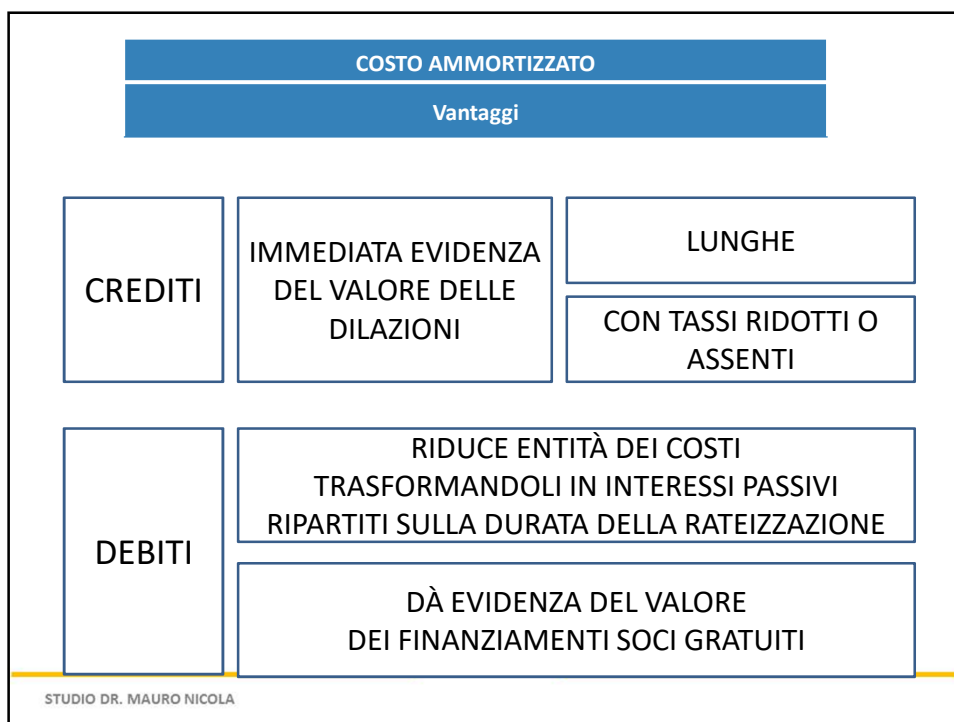 COSTO AMMORTIZZATO
Vantaggi
CREDITI
IMMEDIATA EVIDENZA
DEL VALORE DELLE
DILAZIONI
LUNGHE
CON TASSI RIDOTTI O
ASSENTI
DEBITI
RIDUCE ENTITÀ DEI COSTI
TRASFORMANDOLI IN INTERESSI PASSIVI
RIPARTITI SULLA DURATA DELLA RATEIZZAZIONE
DÀ EVIDENZA DEL VALORE
DEI FINANZIAMENTI SOCI GRATUITI
STUDIO DR. MAURO NICOLA